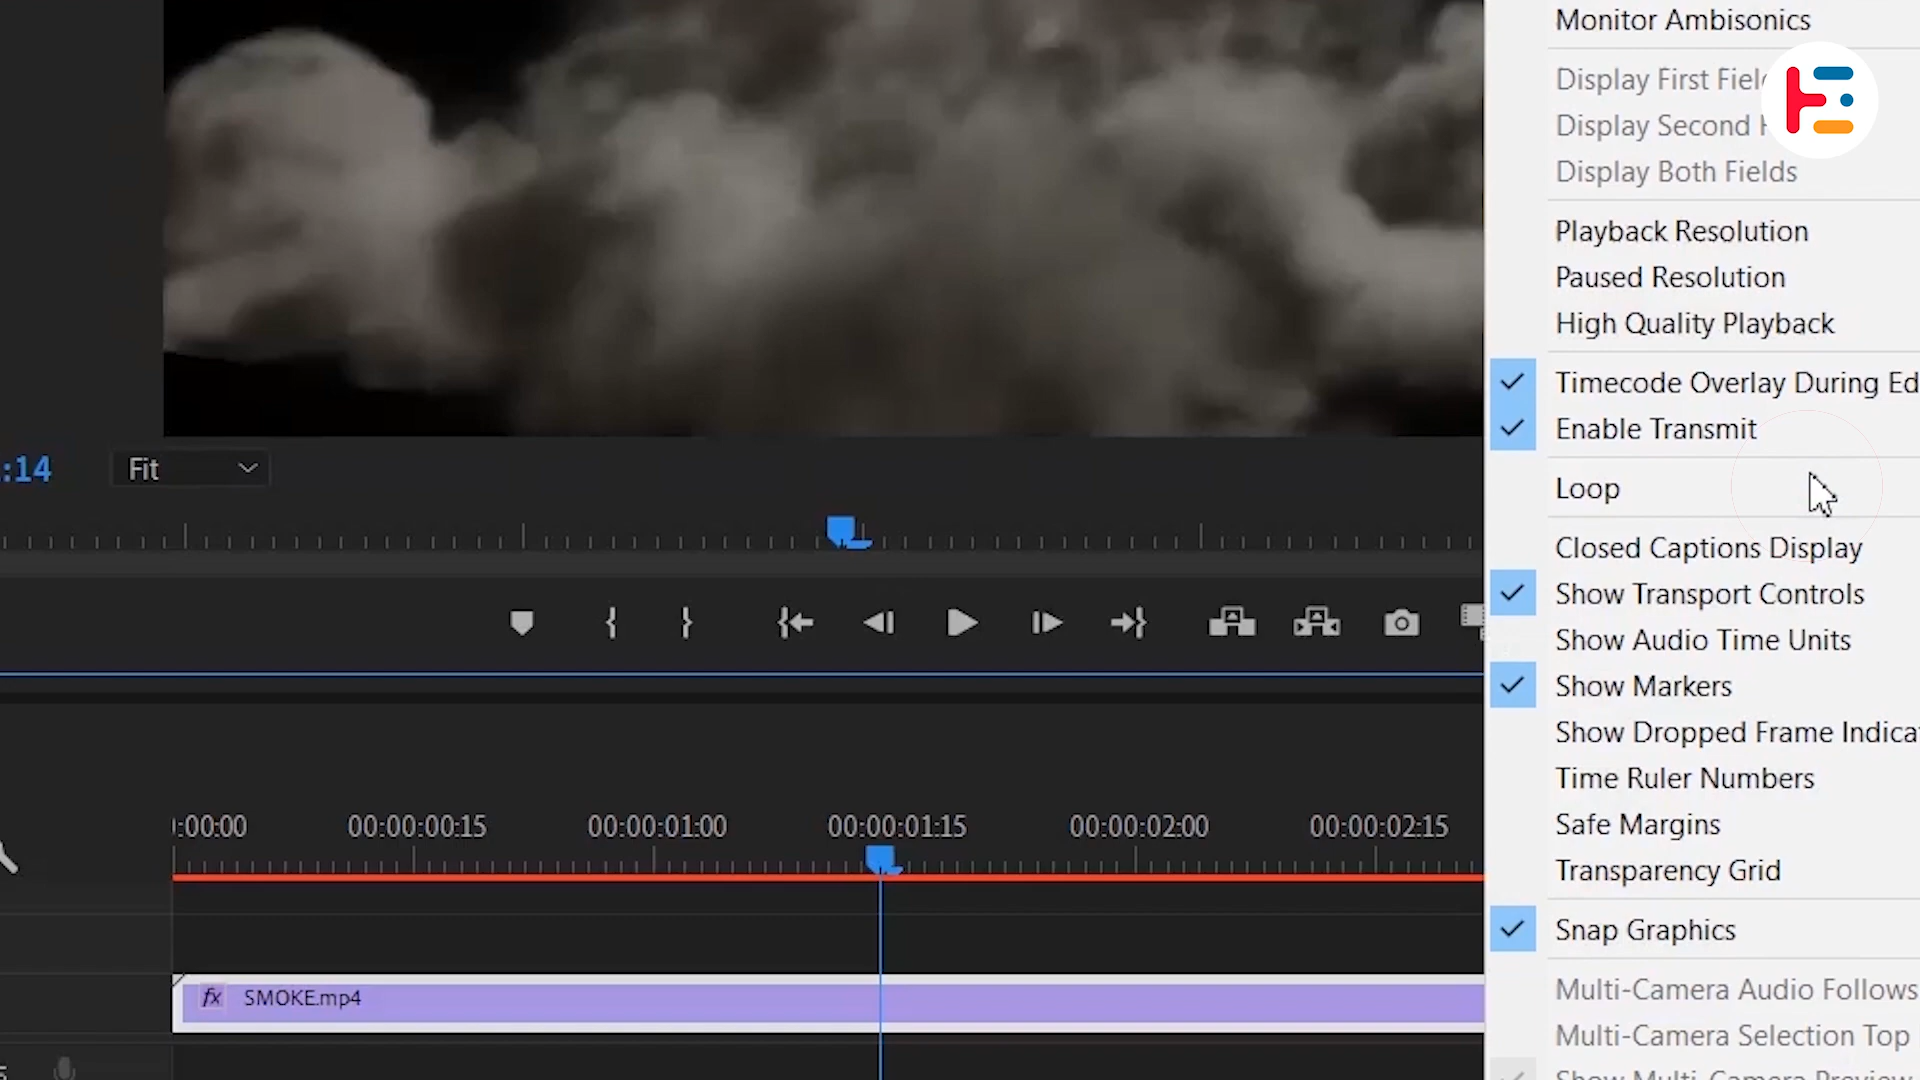 Monitor Ambisonics
Display First Fiel
Display Second
Display Both Fields
Playback Resolution
Paused Resolution
High Quality Playback
Timecode Overlay During Ed
Enable Transmit
:14
Fit
Loop
Closed Captions Display
Show Transport Controls
Show Audio Time Units
Show Markers
Show Dropped Frame Indica
Time Ruler Numbers
Safe Margins
Transparency Grid
:00:00
00:00:00:15
00:00:01:00
00:00:01:15
00:00:02:00
00:00:02:15
Snap Graphics
fx SMOKE.mp4
Multi-Camera Audio Follows
Multi-Camera Selection Top
Show Multi-Camera Preview